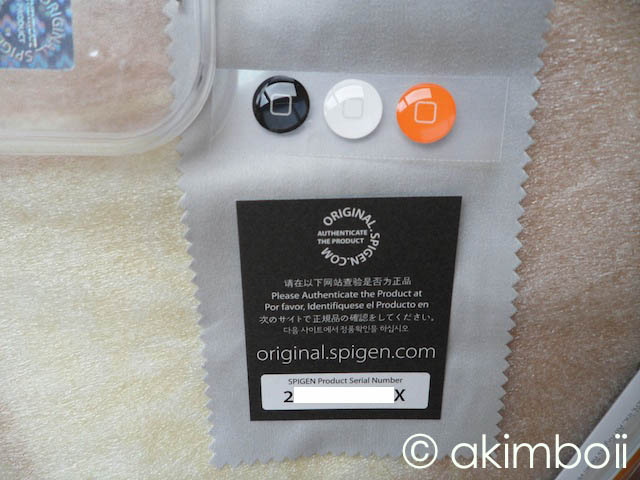 ORIGINAL.SPIGEN.COM
AUTHENTICATE
THE PRODUCT
请在以下网站查验是否为正品
Please Authenticate the Product at
Por favor, Identifiquese el Producto en
次のサイトで正規品の確認をしてください。
다음 사이트에서 정품확인을 하십시오
original.spigen.com
SPIGEN Product Serial Number
2 X
© akimboii